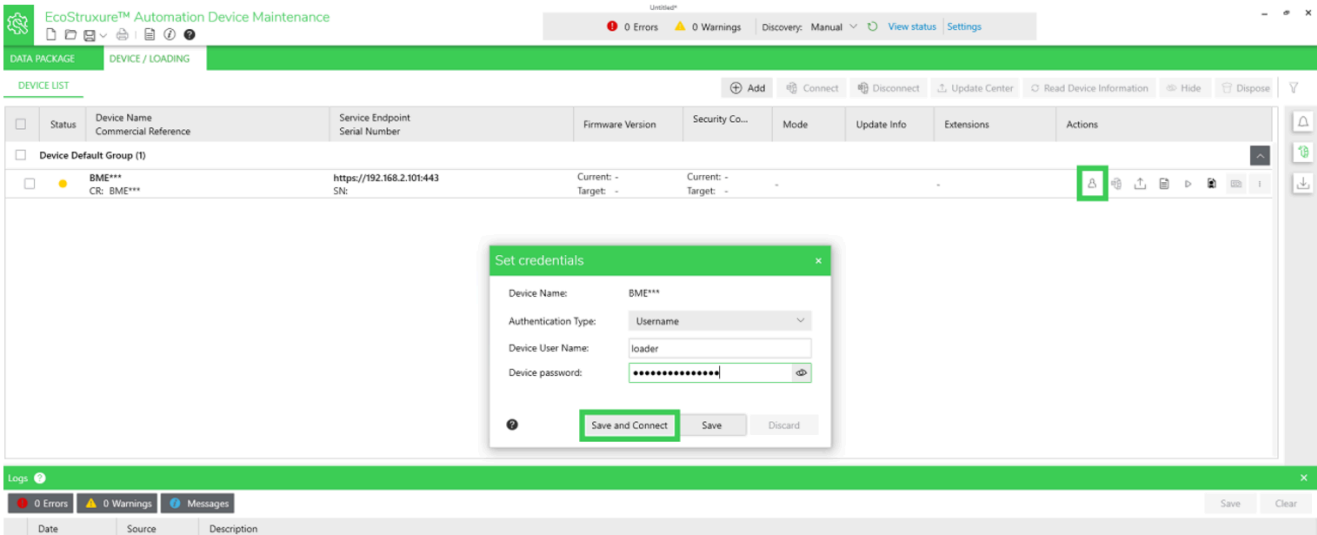 Untitled*
EcoStruxure™ Automation Device Maintenance
0 Errors 0 Warnings Discovery: Manual View status Settings
DATA PACKAGE DEVICE / LOADING
DEVICE LIST
Add Connect Disconnect Update Center Read Device Information Hide Dispose
Status Device Name Service Endpoint Firmware Version Security Co... Mode Update Info Extensions Actions
Commercial Reference Serial Number
Device Default Group (1)
BME*** https://192.168.2.101:443 Current: - Current: -
CR: BME*** SN: Target: - Target: - - -
Set credentials
Device Name: BME***
Authentication Type: Username
Device User Name: loader
Device password: •••••••••••••••
Save and Connect Save Discard
Logs
0 Errors 0 Warnings Messages Save Clear
Date Source Description